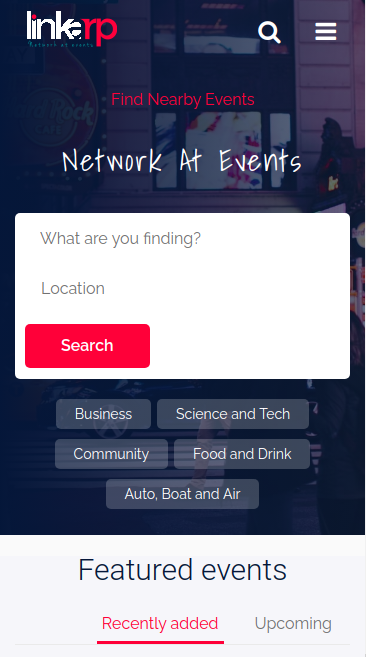 linkerp
Network at events
Find Nearby Events
Network At Events
What are you finding?
Location
Search
Business
Science and Tech
Community
Food and Drink
Auto, Boat and Air
Featured events
Recently added
Upcoming